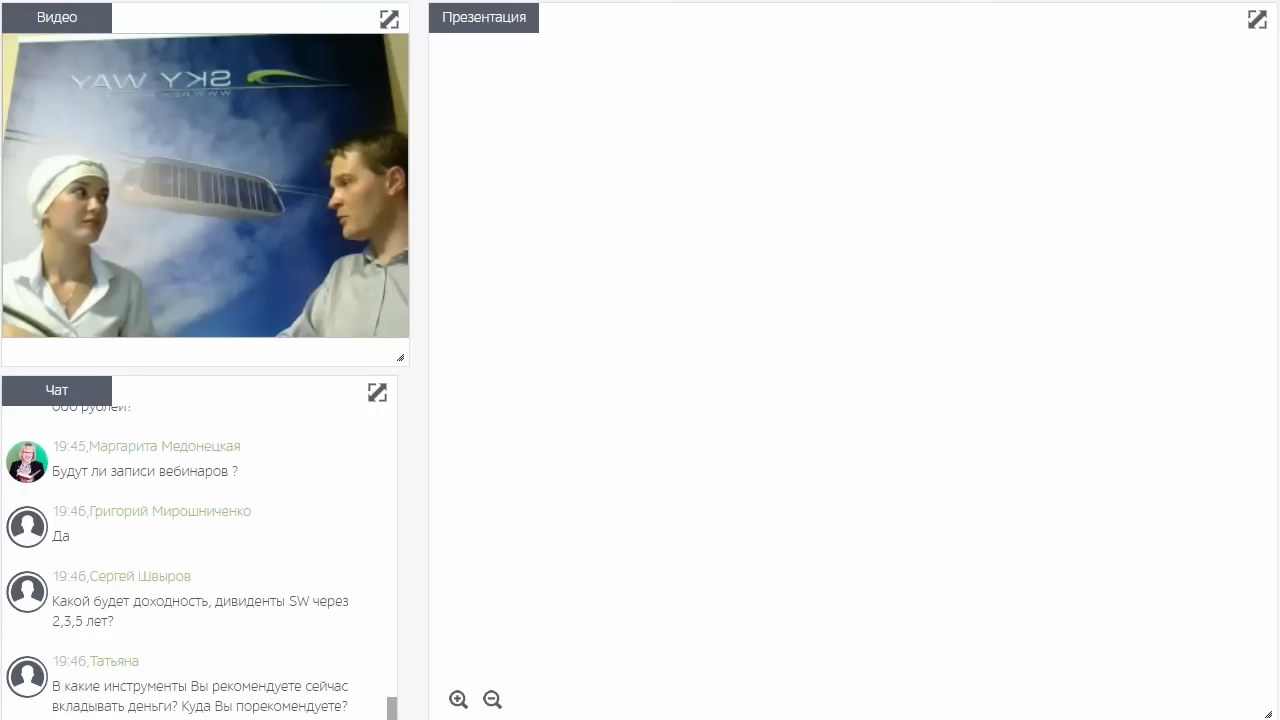 Видео
Презентация
SKY WAY
Чат
000 рублей?
19:45,Маргарита Медонецкая
Будут ли записи вебинаров ?
19:46,Григорий Мирошниченко
Да
19:46,Сергей Швыров
Какой будет доходность, дивиденты SW через
2,3,5 лет?
19:46,Татьяна
В какие инструменты Вы рекомендуете сейчас
вкладывать деньги? Куда Вы порекомендуете?